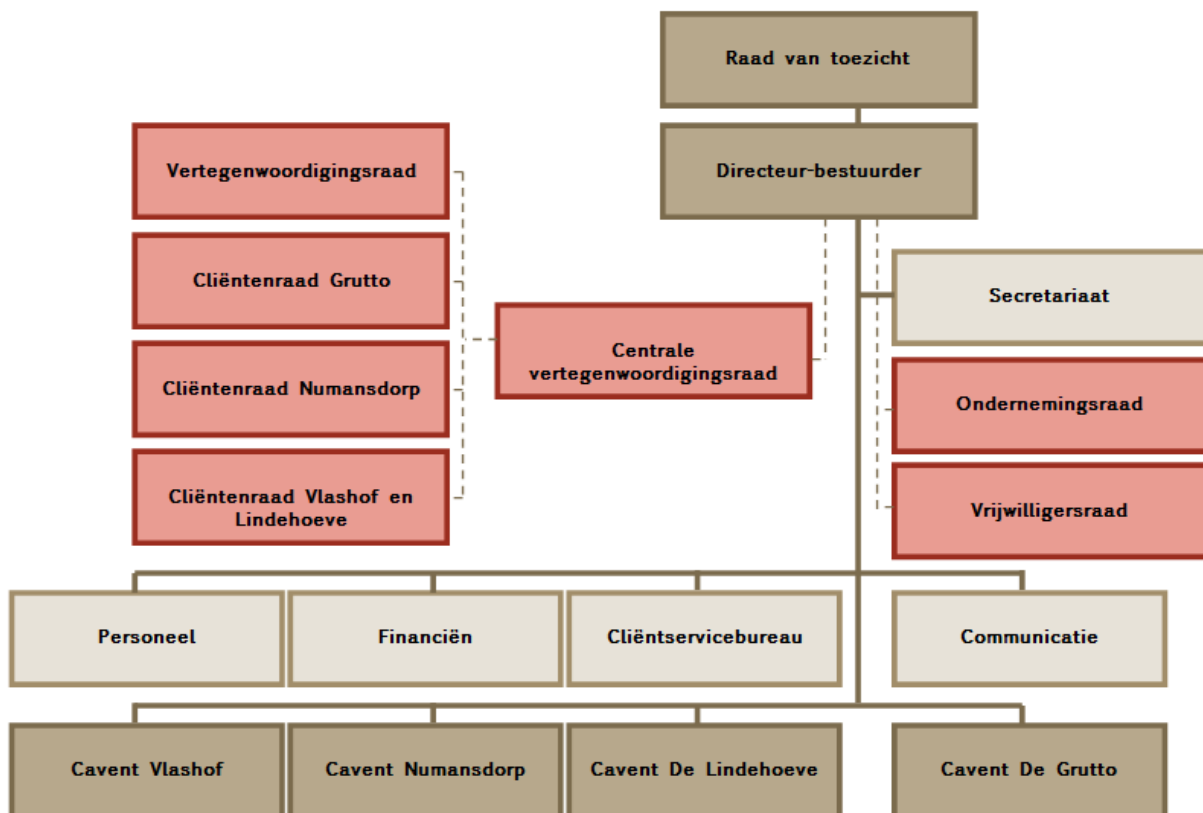 Raad van toezicht
Directeur-bestuurder
Vertegenwoordigingsraad
Cliëntenraad Grutto
Cliëntenraad Numansdorp
Cliëntenraad Vlashof en
Lindehoeve
Centrale
vertegenwoordigingsraad
Secretariaat
Ondernemingsraad
Vrijwilligersraad
Personeel
Financiën
Cliëntservicebureau
Communicatie
Cavent Vlashof
Cavent Numansdorp
Cavent De Lindehoeve
Cavent De Grutto